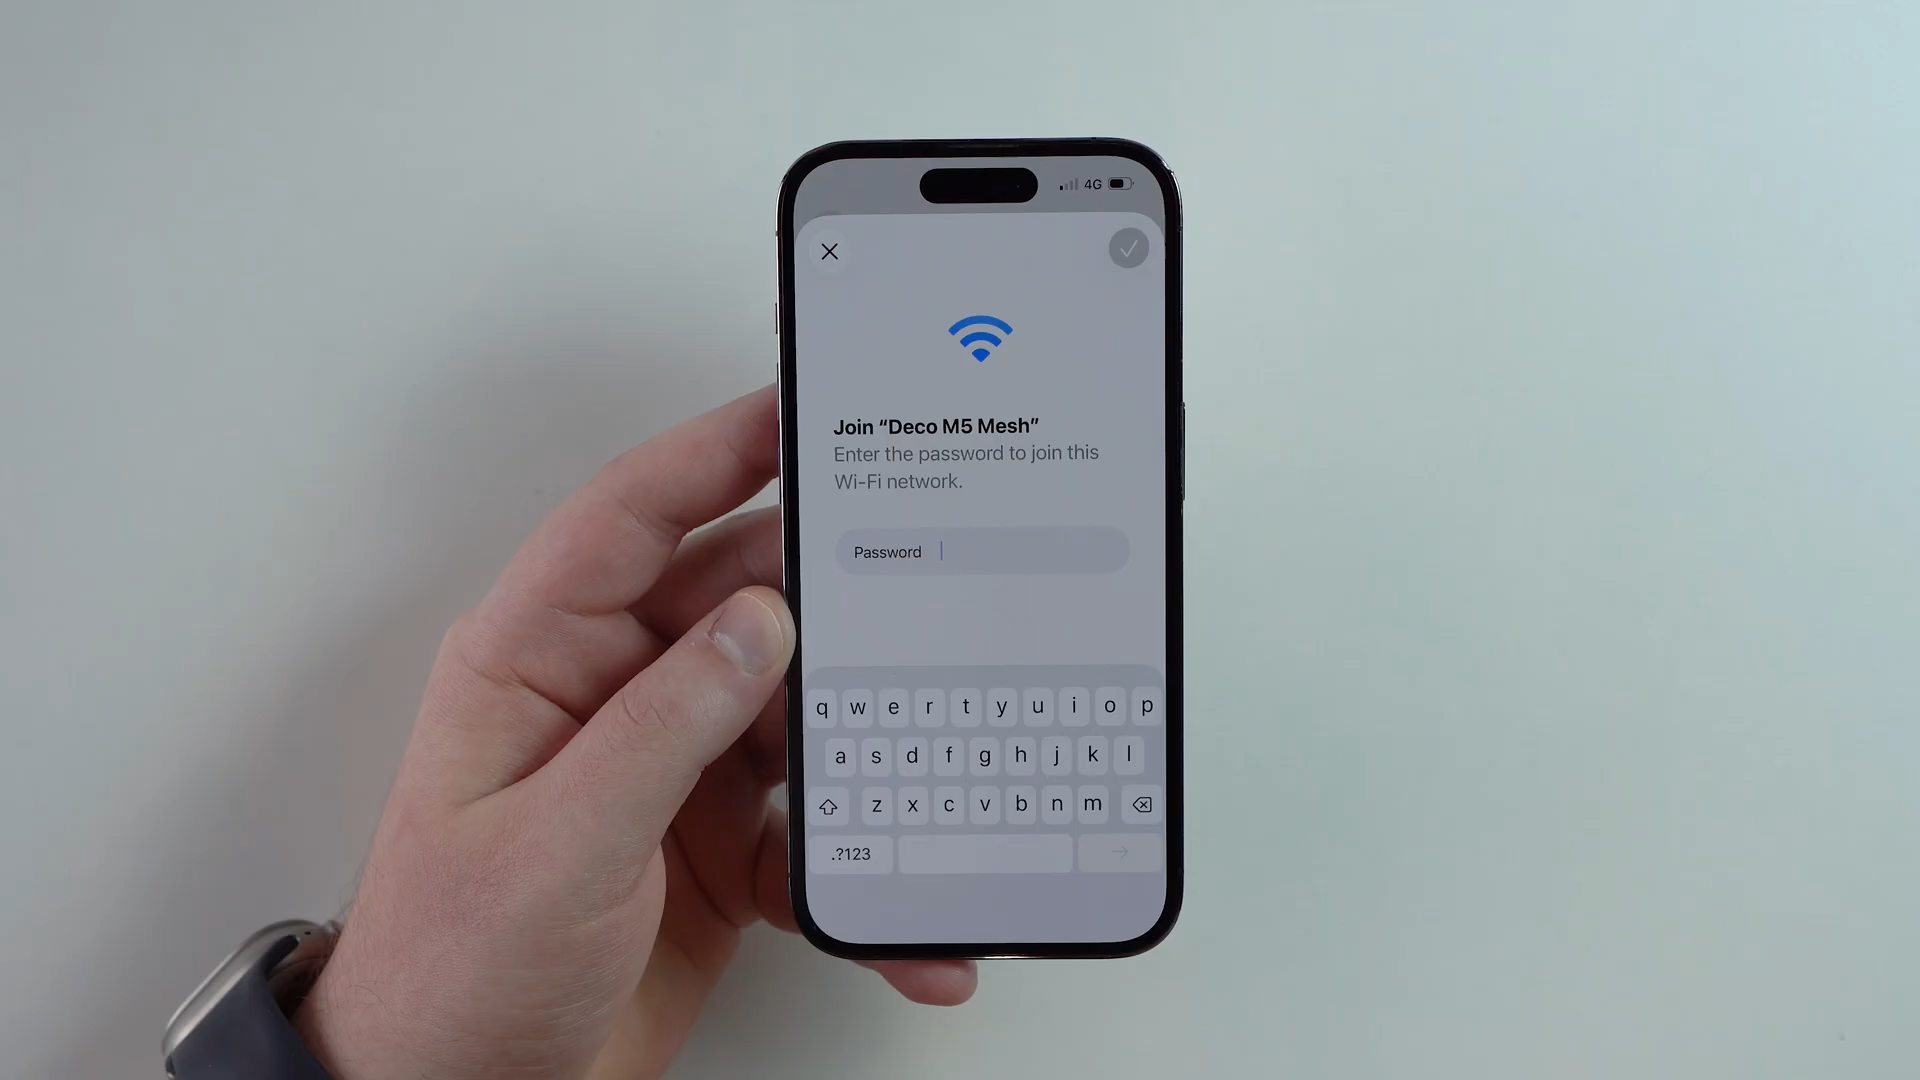 4G
Join “Deco M5 Mesh”
Enter the password to join this
Wi-Fi network.
Password
q w e r t y u i o p
a s d f g h j k l
z x c v b n m
.?123